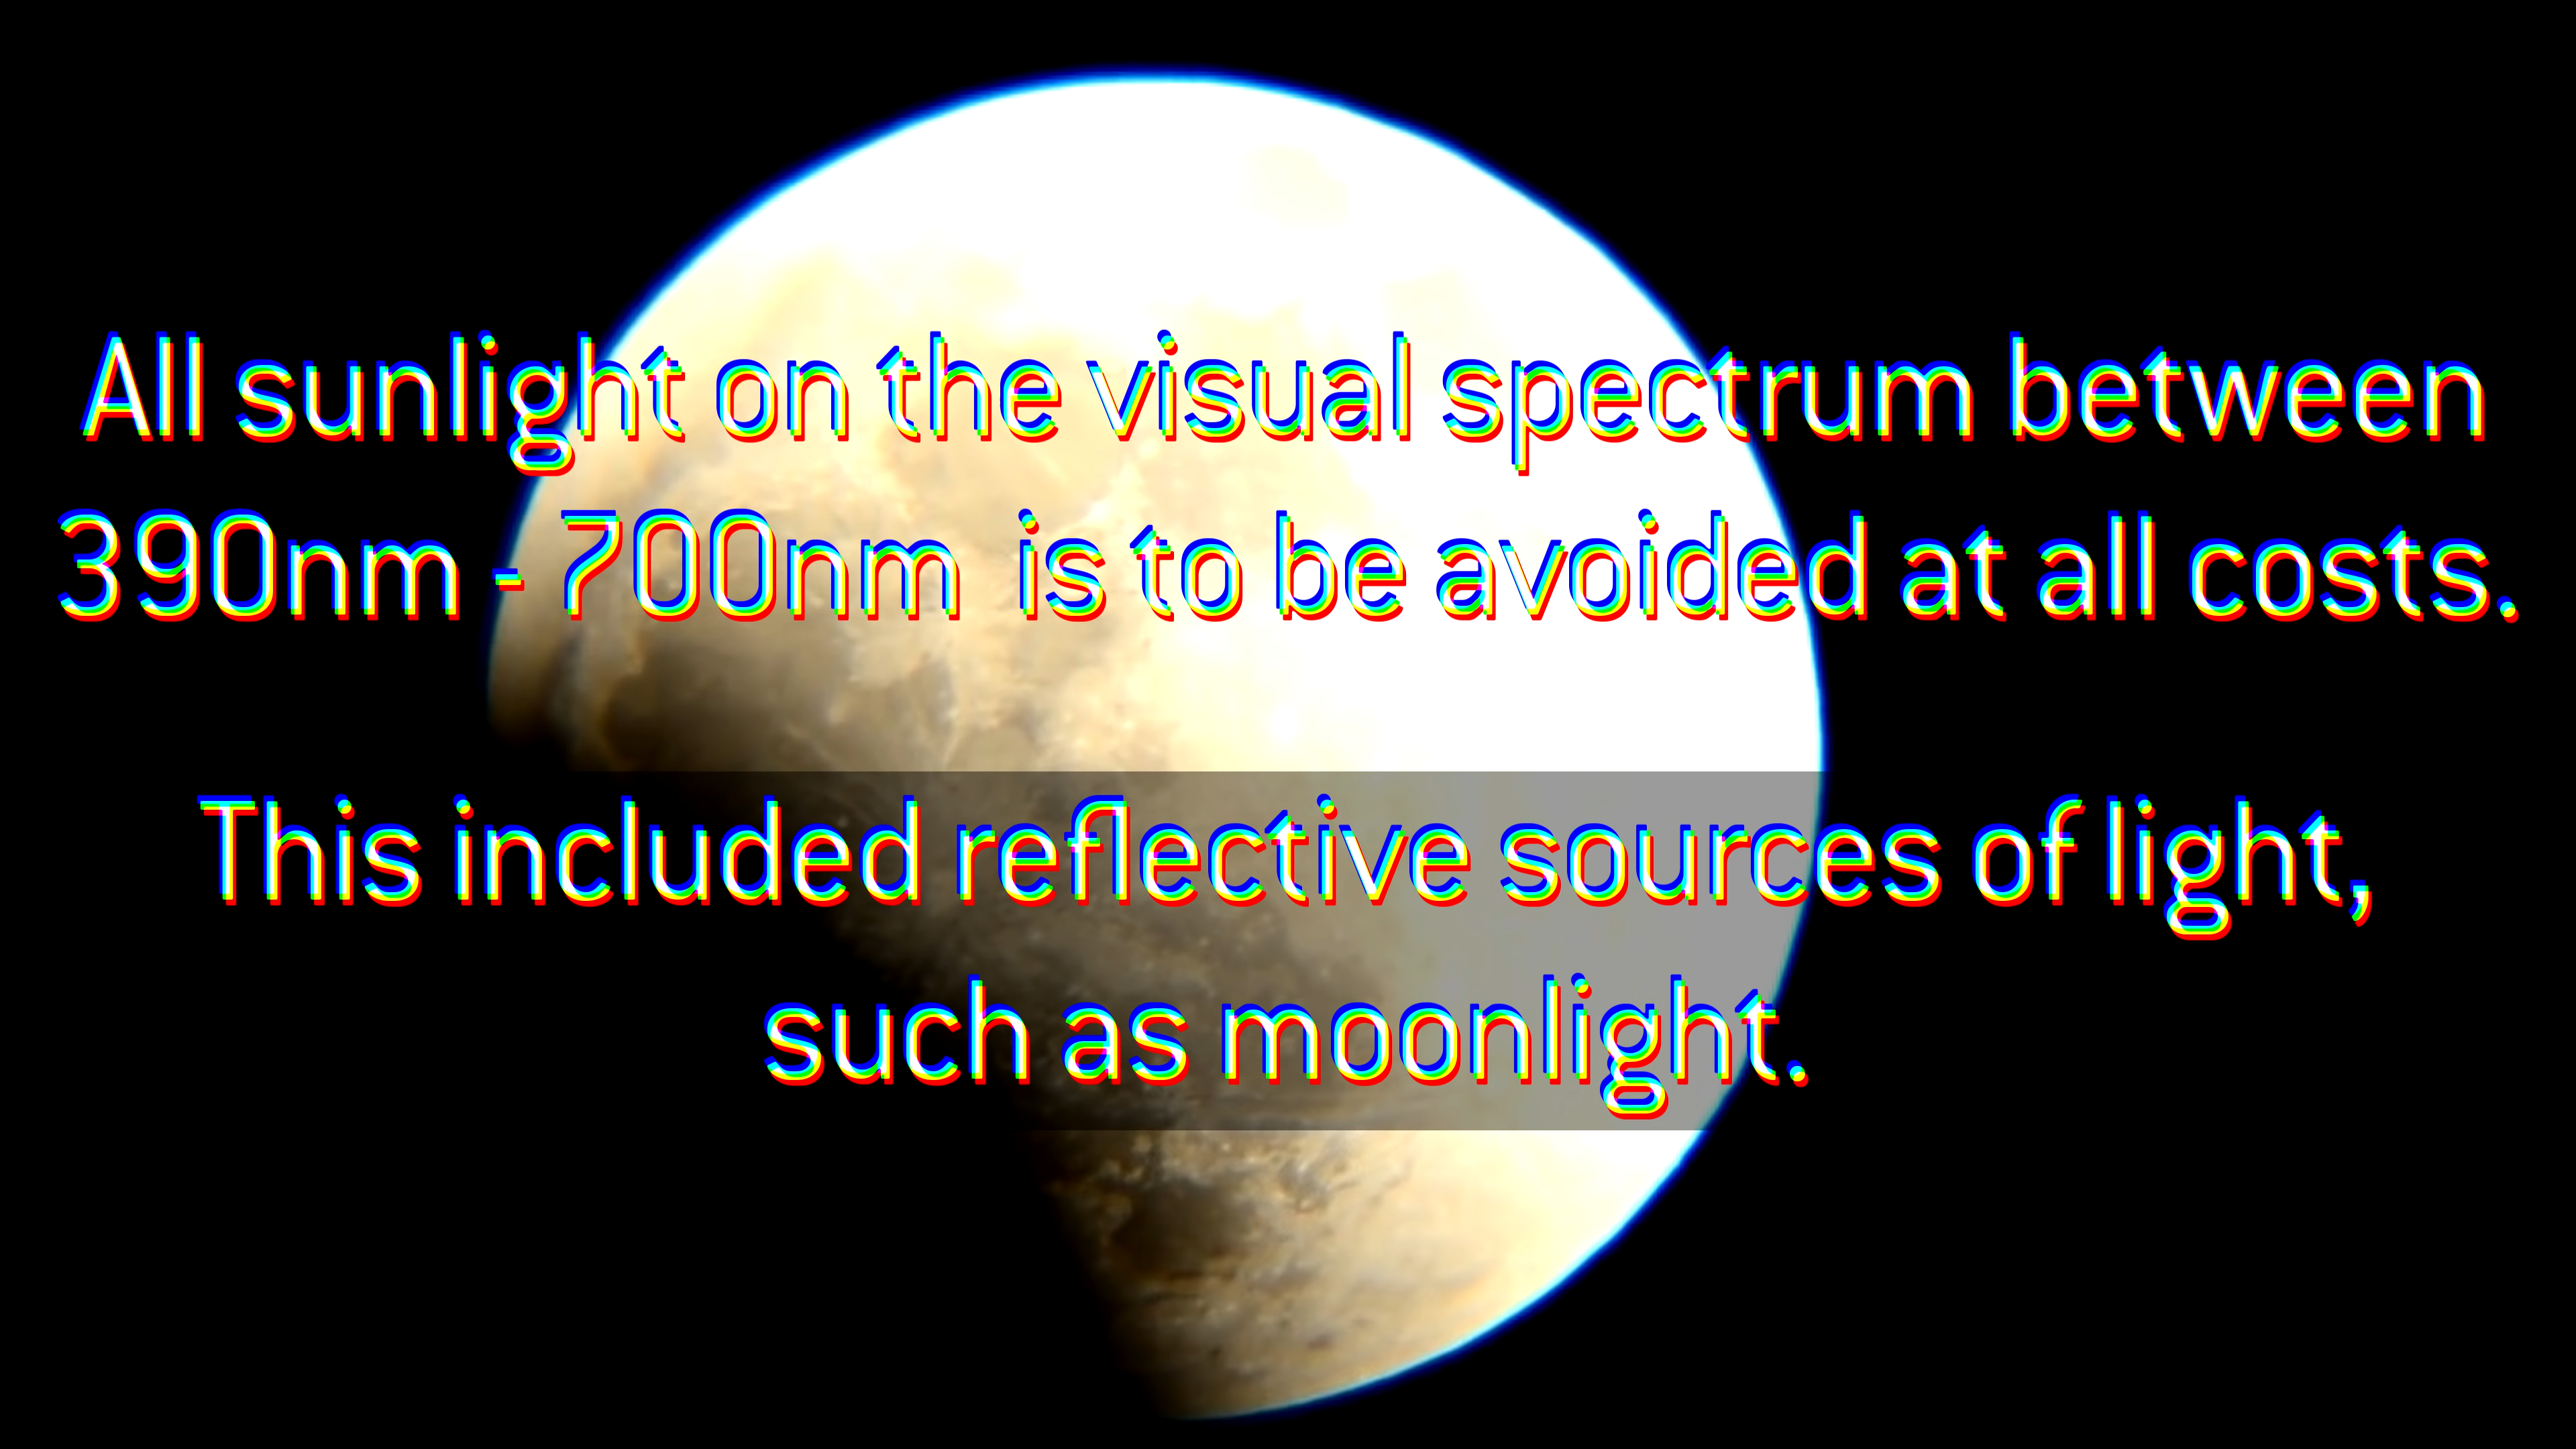 All sunlight on the visual spectrum between
390nm - 700nm  is to be avoided at all costs.
This included reflective sources of light,
such as moonlight.